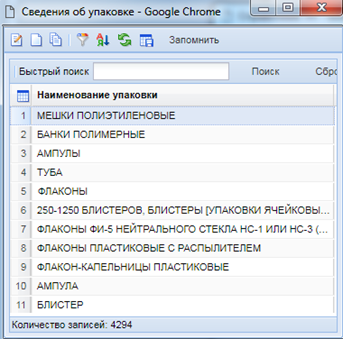 Сведения об упаковке - Google Chrome
Запомнить
Быстрый поиск Поиск Сбро
Наименование упаковки
1 МЕШКИ ПОЛИЭТИЛЕНОВЫЕ
2 БАНКИ ПОЛИМЕРНЫЕ
3 АМПУЛЫ
4 ТУБА
5 ФЛАКОНЫ
6 250-1250 БЛИСТЕРОВ, БЛИСТЕРЫ [УПАКОВКИ ЯЧЕЙКОВЫ...
7 ФЛАКОНЫ ФИ-5 НЕЙТРАЛЬНОГО СТЕКЛА НС-1 ИЛИ НС-3 (...
8 ФЛАКОНЫ ПЛАСТИКОВЫЕ С РАСПЫЛИТЕЛЕМ
9 ФЛАКОН-КАПЕЛЬНИЦЫ ПЛАСТИКОВЫЕ
10 АМПУЛА
11 БЛИСТЕР
Количество записей: 4294